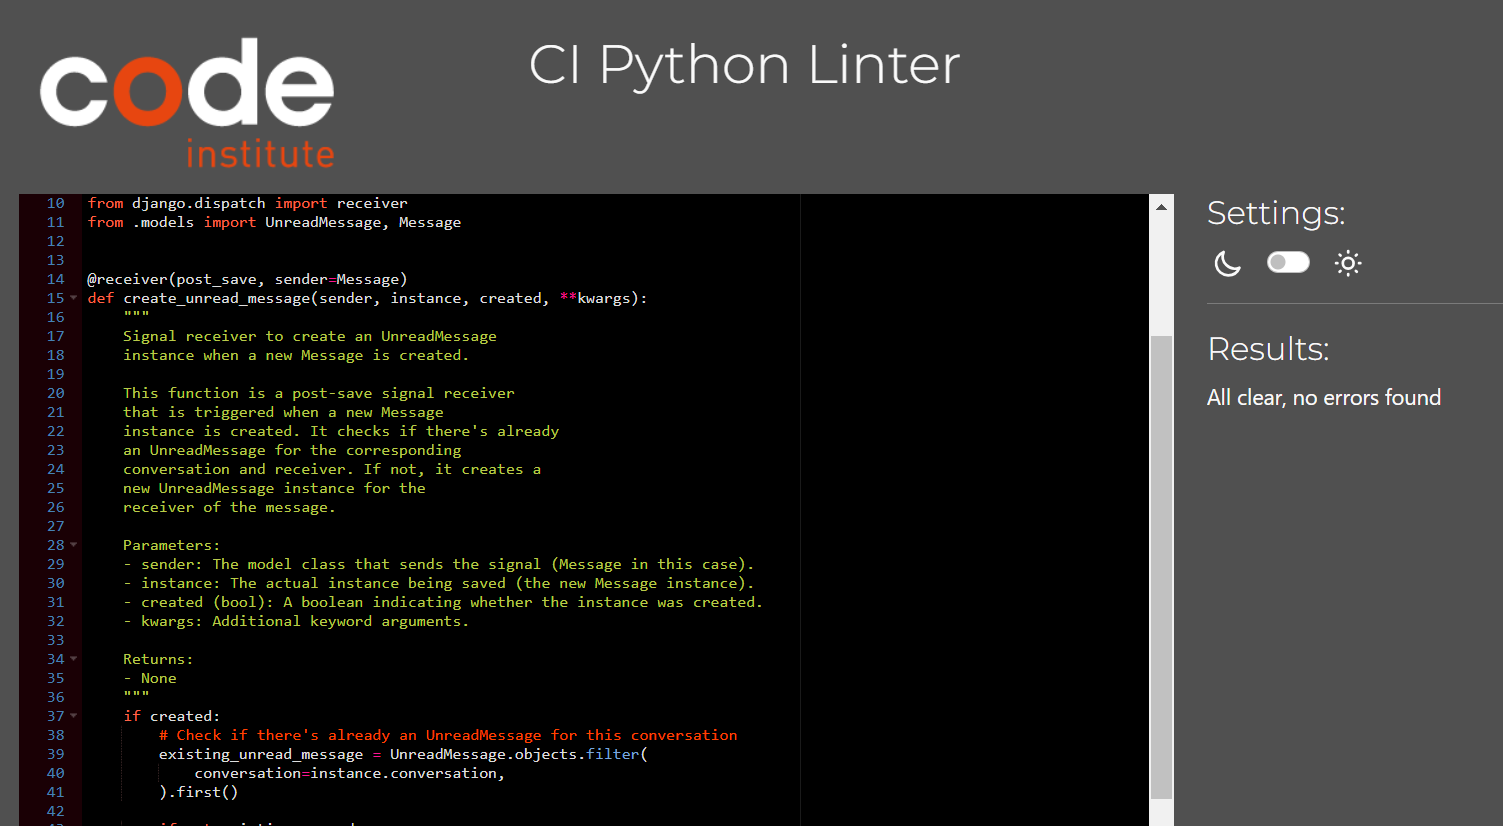 code
institute
CI Python Linter
10 from django.dispatch import receiver
11 from .models import UnreadMessage, Message
12
13
14 @receiver(post_save, sender=Message)
15 def create_unread_message(sender, instance, created, **kwargs):
16     """
17     Signal receiver to create an UnreadMessage
18     instance when a new Message is created.
19
20     This function is a post-save signal receiver
21     that is triggered when a new Message
22     instance is created. It checks if there's already
23     an UnreadMessage for the corresponding
24     conversation and receiver. If not, it creates a
25     new UnreadMessage instance for the
26     receiver of the message.
27
28     Parameters:
29     - sender: The model class that sends the signal (Message in this case).
30     - instance: The actual instance being saved (the new Message instance).
31     - created (bool): A boolean indicating whether the instance was created.
32     - kwargs: Additional keyword arguments.
33
34     Returns:
35     - None
36     """
37     if created:
38         # Check if there's already an UnreadMessage for this conversation
39         existing_unread_message = UnreadMessage.objects.filter(
40             conversation=instance.conversation,
41         ).first()
42
Settings:
Results:
All clear, no errors found